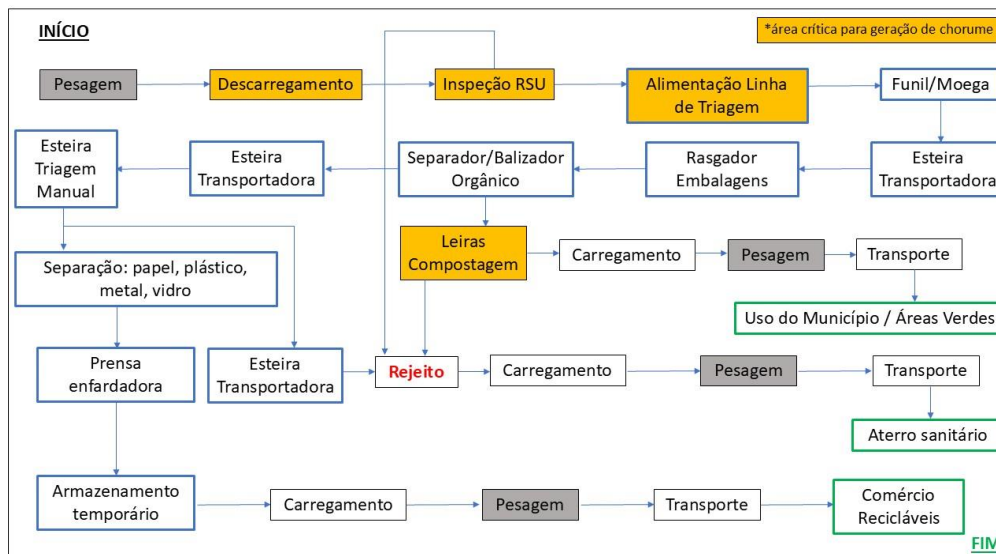 INÍCIO
*área crítica para geração de chorume
Pesagem
Descarregamento
Inspeção RSU
Alimentação Linha
de Triagem
Funil/Moega
Esteira
Triagem
Manual
Esteira
Transportadora
Separador/Balizador
Orgânico
Rasgador
Embalagens
Esteira
Transportadora
Leiras
Compostagem
Carregamento
Pesagem
Transporte
Separação: papel, plástico,
metal, vidro
Uso do Município / Áreas Verdes
Prensa
enfardadora
Esteira
Transportadora
Rejeito
Carregamento
Pesagem
Transporte
Aterro sanitário
Armazenamento
temporário
Carregamento
Pesagem
Transporte
Comércio
Recicláveis
FIM